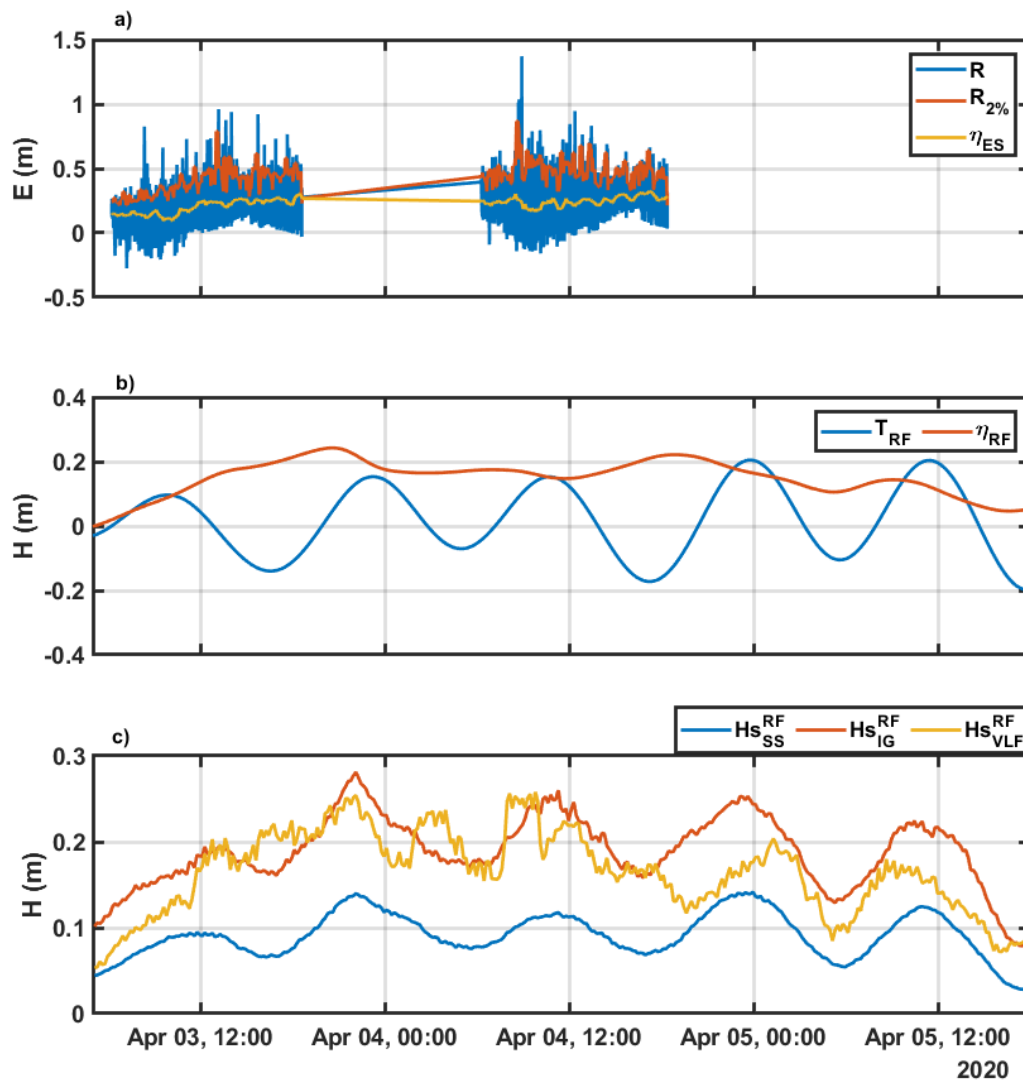 a)
1.5
1
0.5
0
-0.5
E (m)
R
R2%
ηES
b)
0.4
0.2
0
-0.2
-0.4
H (m)
TRF
ηRF
c)
0.3
0.2
0.1
0
H (m)
HsSSRF
HsIGRF
HsVLFRF
Apr 03, 12:00
Apr 04, 00:00
Apr 04, 12:00
Apr 05, 00:00
Apr 05, 12:00
2020